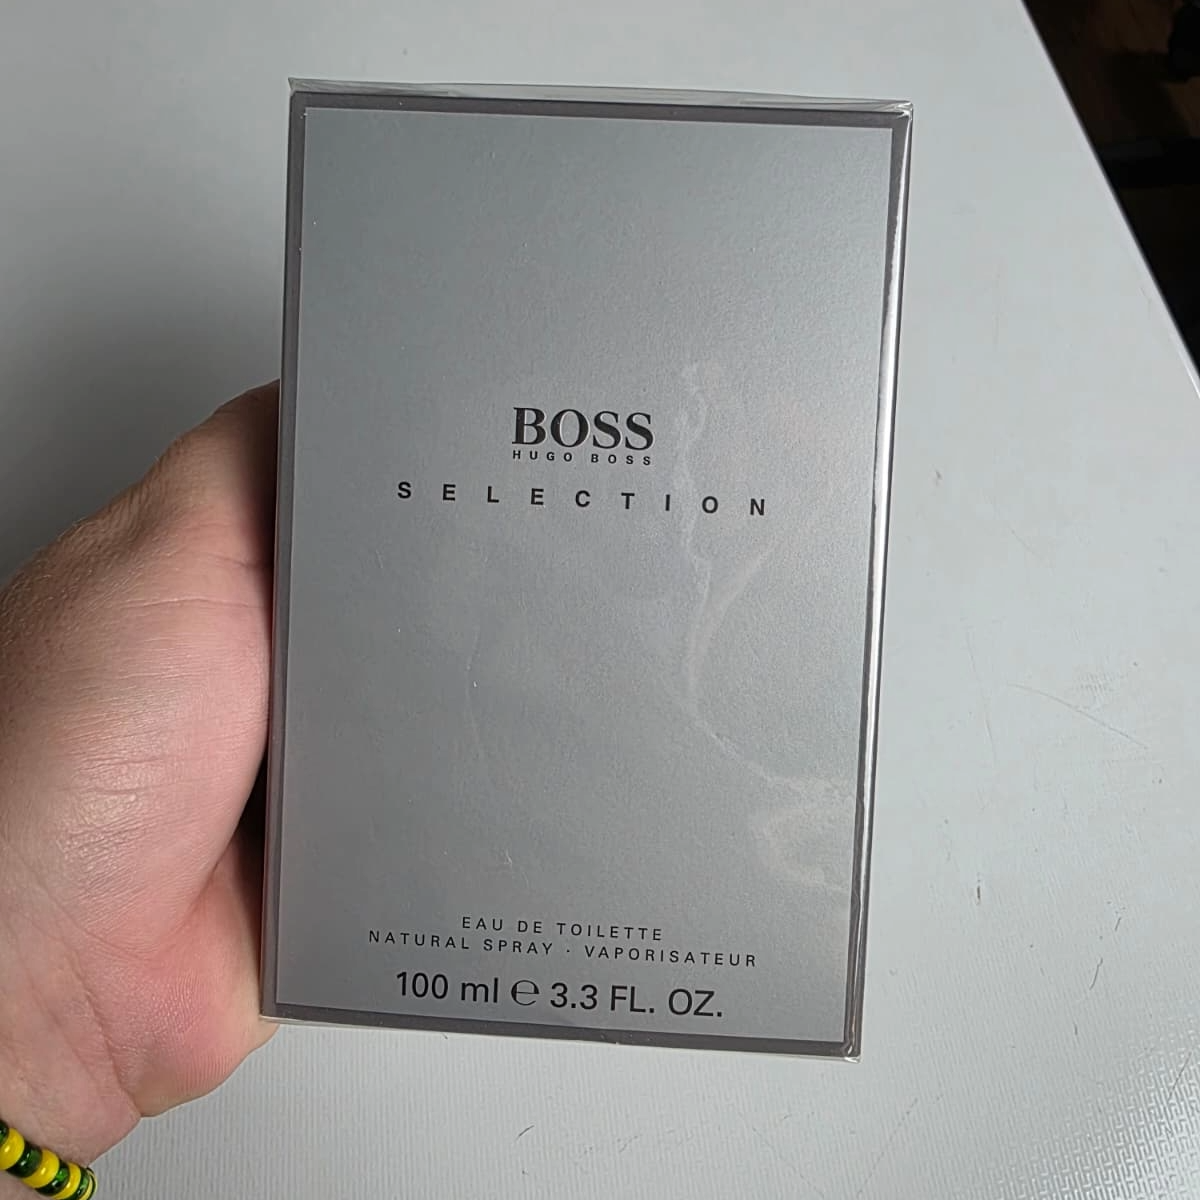 BOSS
HUGO BOSS
SELECTION
EAU DE TOILETTE
NATURAL SPRAY · VAPORISATEUR
100 ml ℮ 3.3 FL. OZ.